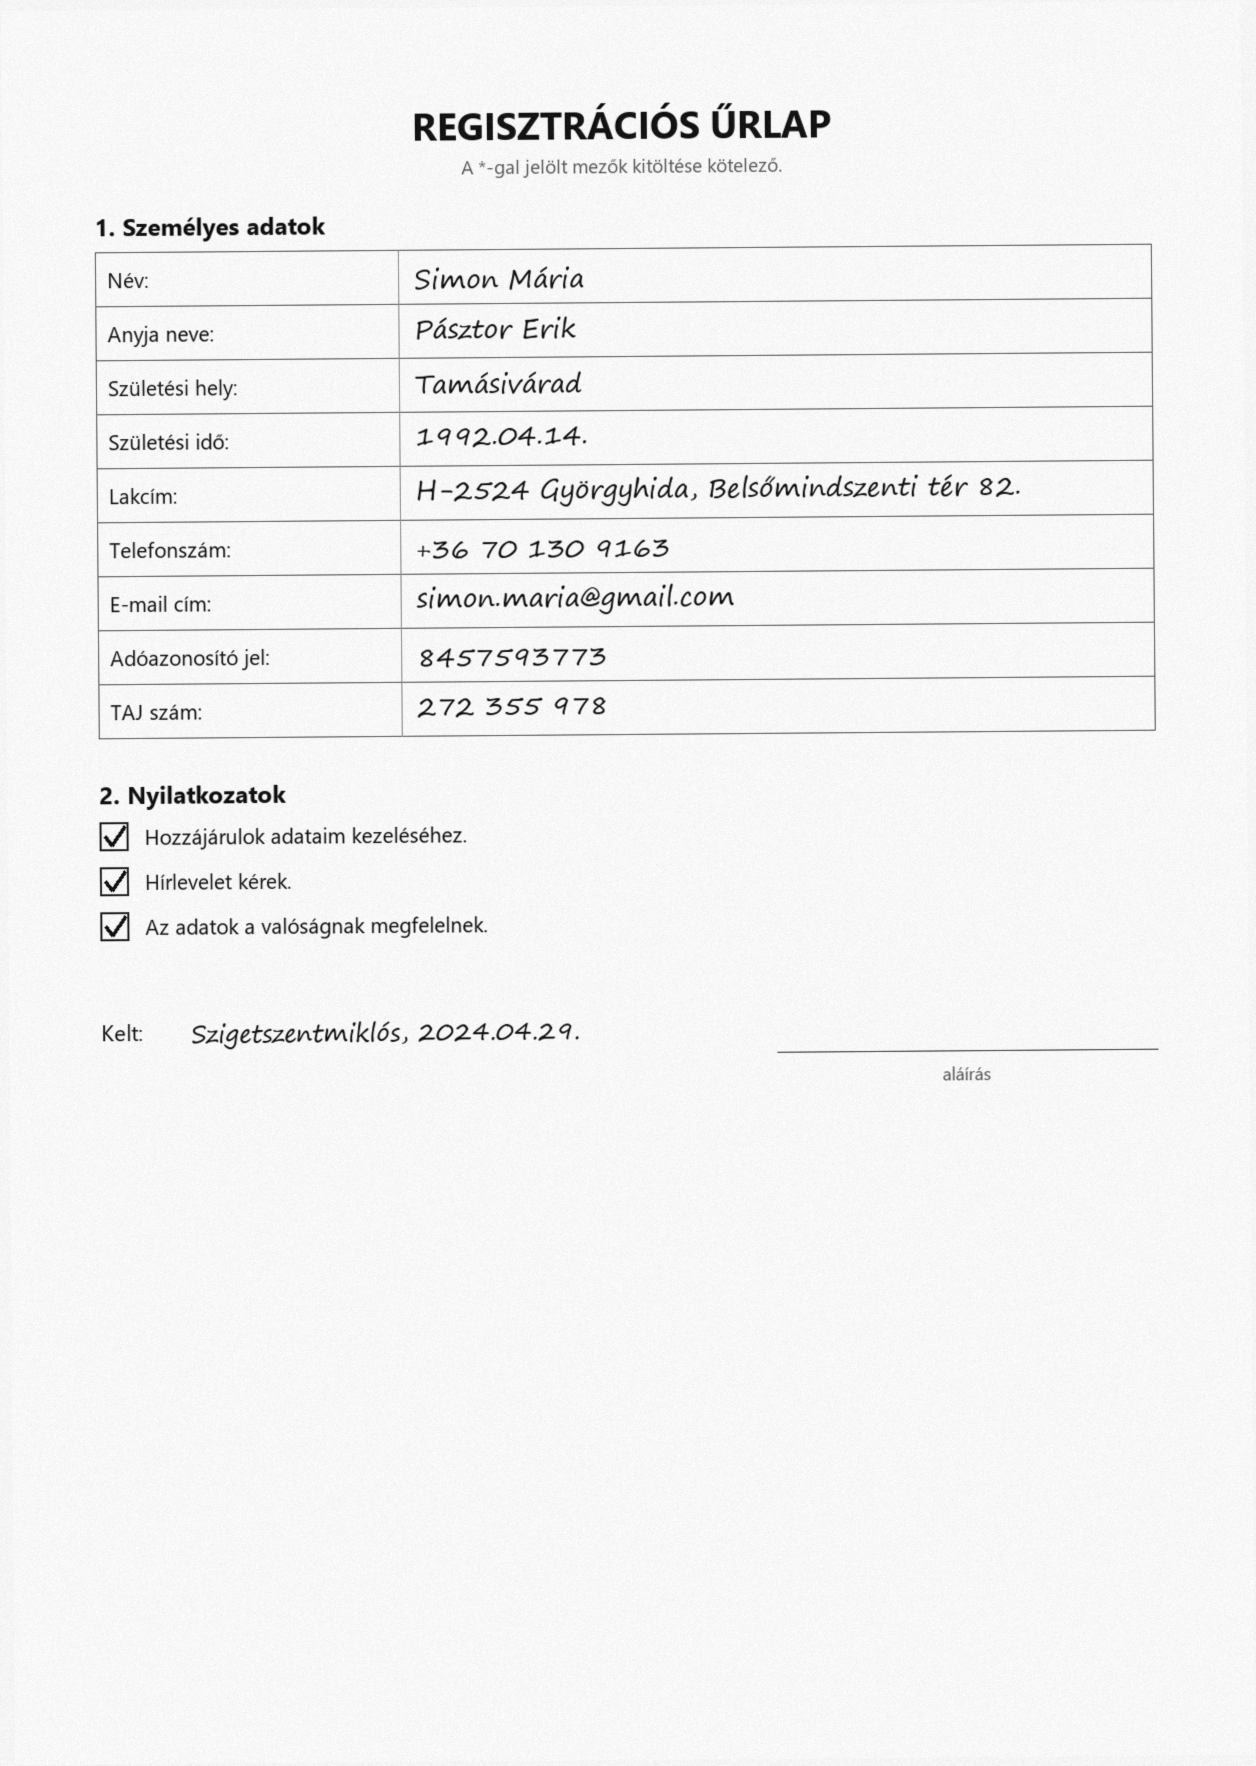 REGISZTRÁCIÓS ŰRLAP
A *-gal jelölt mezők kitöltése kötelező.
1. Személyes adatok
Név: Simon Mária
Anyja neve: Pásztor Erik
Születési hely: Tamásivárad
Születési idő: 1992.04.14.
Lakcím: H-2524 Györgyhida, Belsőmindszenti tér 82.
Telefonszám: +36 70 130 9163
E-mail cím: simon.maria@gmail.com
Adóazonosító jel: 8457593773
TAJ szám: 272 355 978
2. Nyilatkozatok
Hozzájárulok adataim kezeléséhez.
Hírlevelet kérek.
Az adatok a valóságnak megfelelnek.
Kelt: Szigetszentmiklós, 2024.04.29.
aláírás